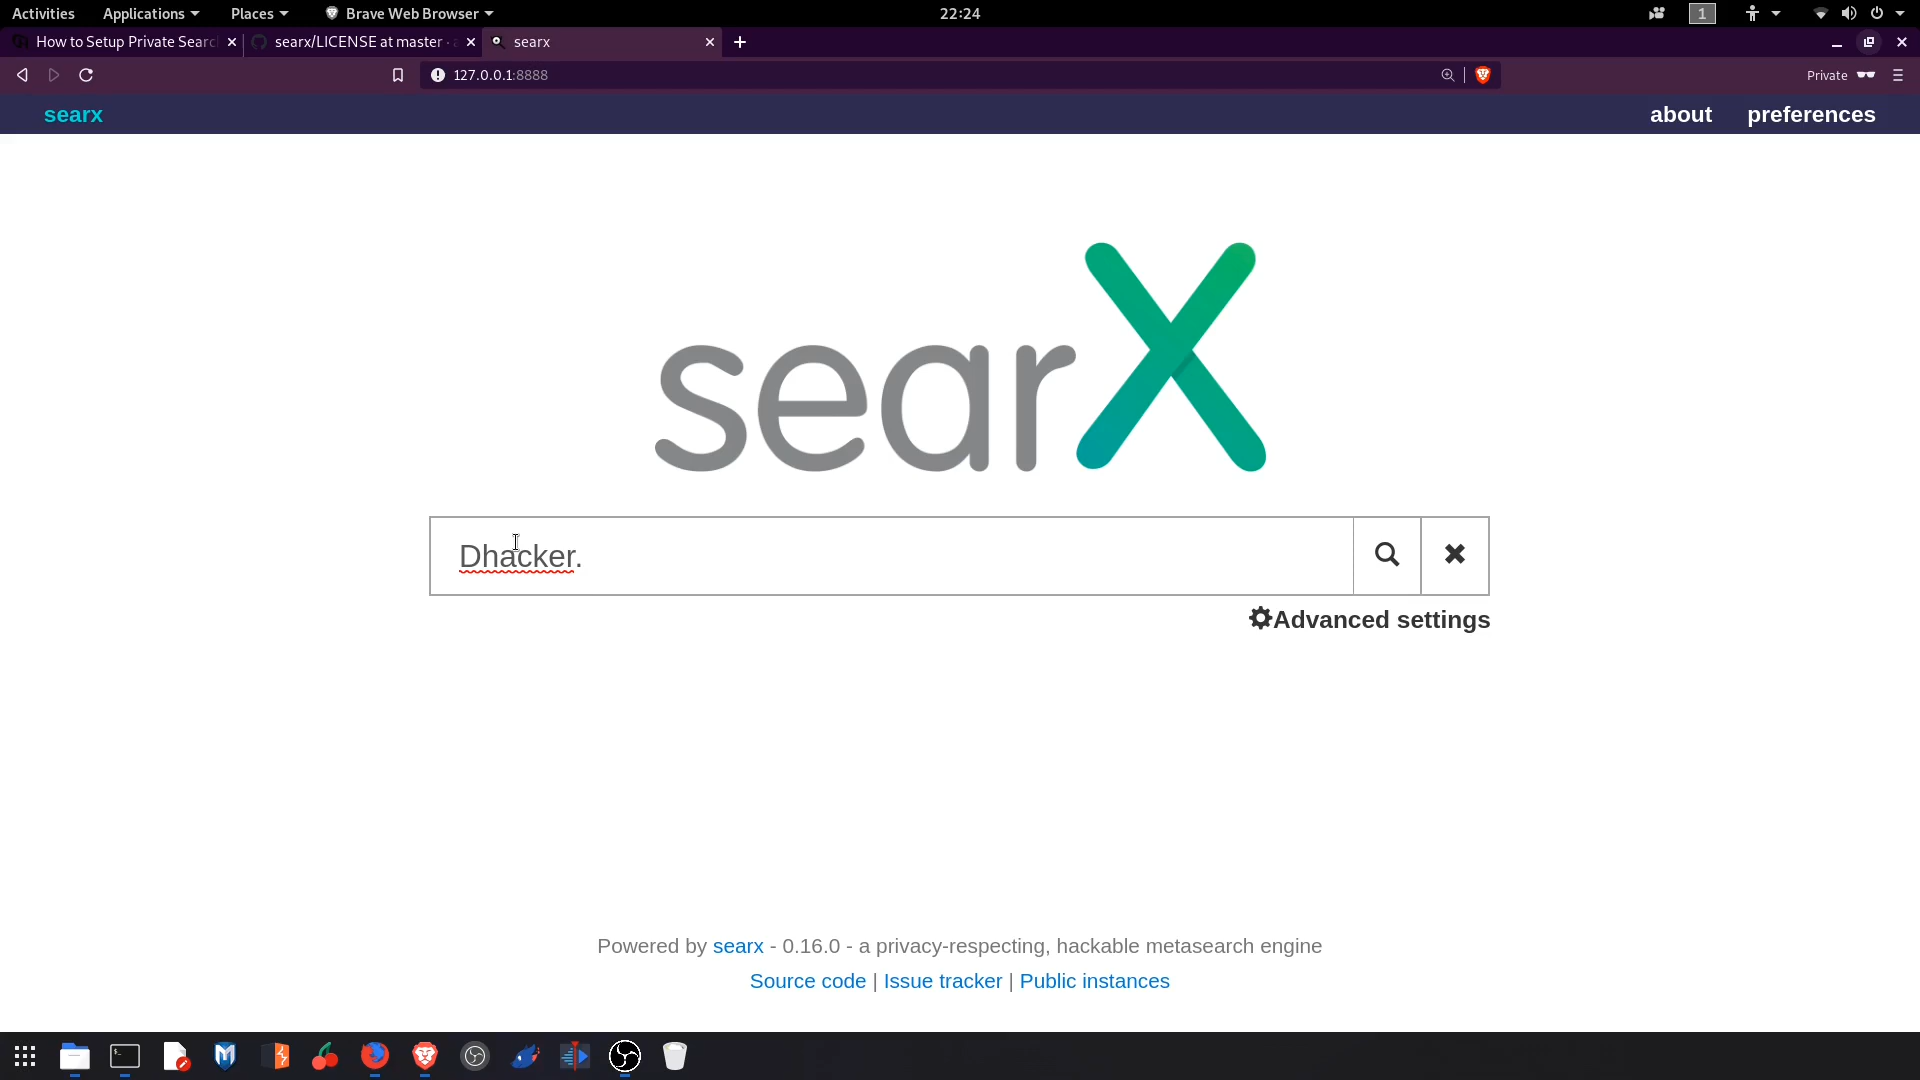 Activities Applications Places Brave Web Browser 22:24 1
How to Setup Private Searc searx/LICENSE at master · a searx
127.0.0.1:8888 Private
searx about preferences
searX
Dhacker.
Advanced settings
Powered by searx - 0.16.0 - a privacy-respecting, hackable metasearch engine
Source code | Issue tracker | Public instances